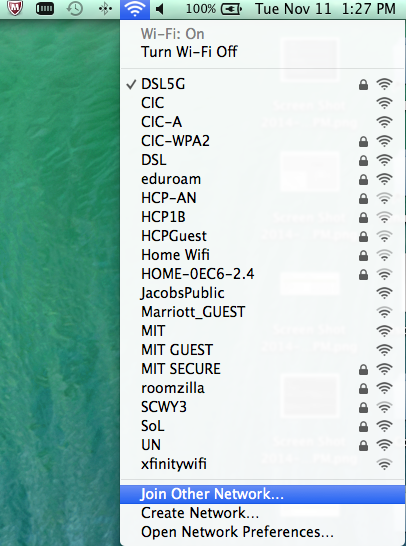 100% Tue Nov 11 1:27 PM
Wi-Fi: On
Turn Wi-Fi Off
DSL5G
CIC
CIC-A
CIC-WPA2
DSL
eduroam
HCP-AN
HCP1B
HCPGuest
Home Wifi
HOME-0EC6-2.4
JacobsPublic
Marriott_GUEST
MIT
MIT GUEST
MIT SECURE
roomzilla
SCWY3
SoL
UN
xfinitywifi
Join Other Network...
Create Network...
Open Network Preferences...